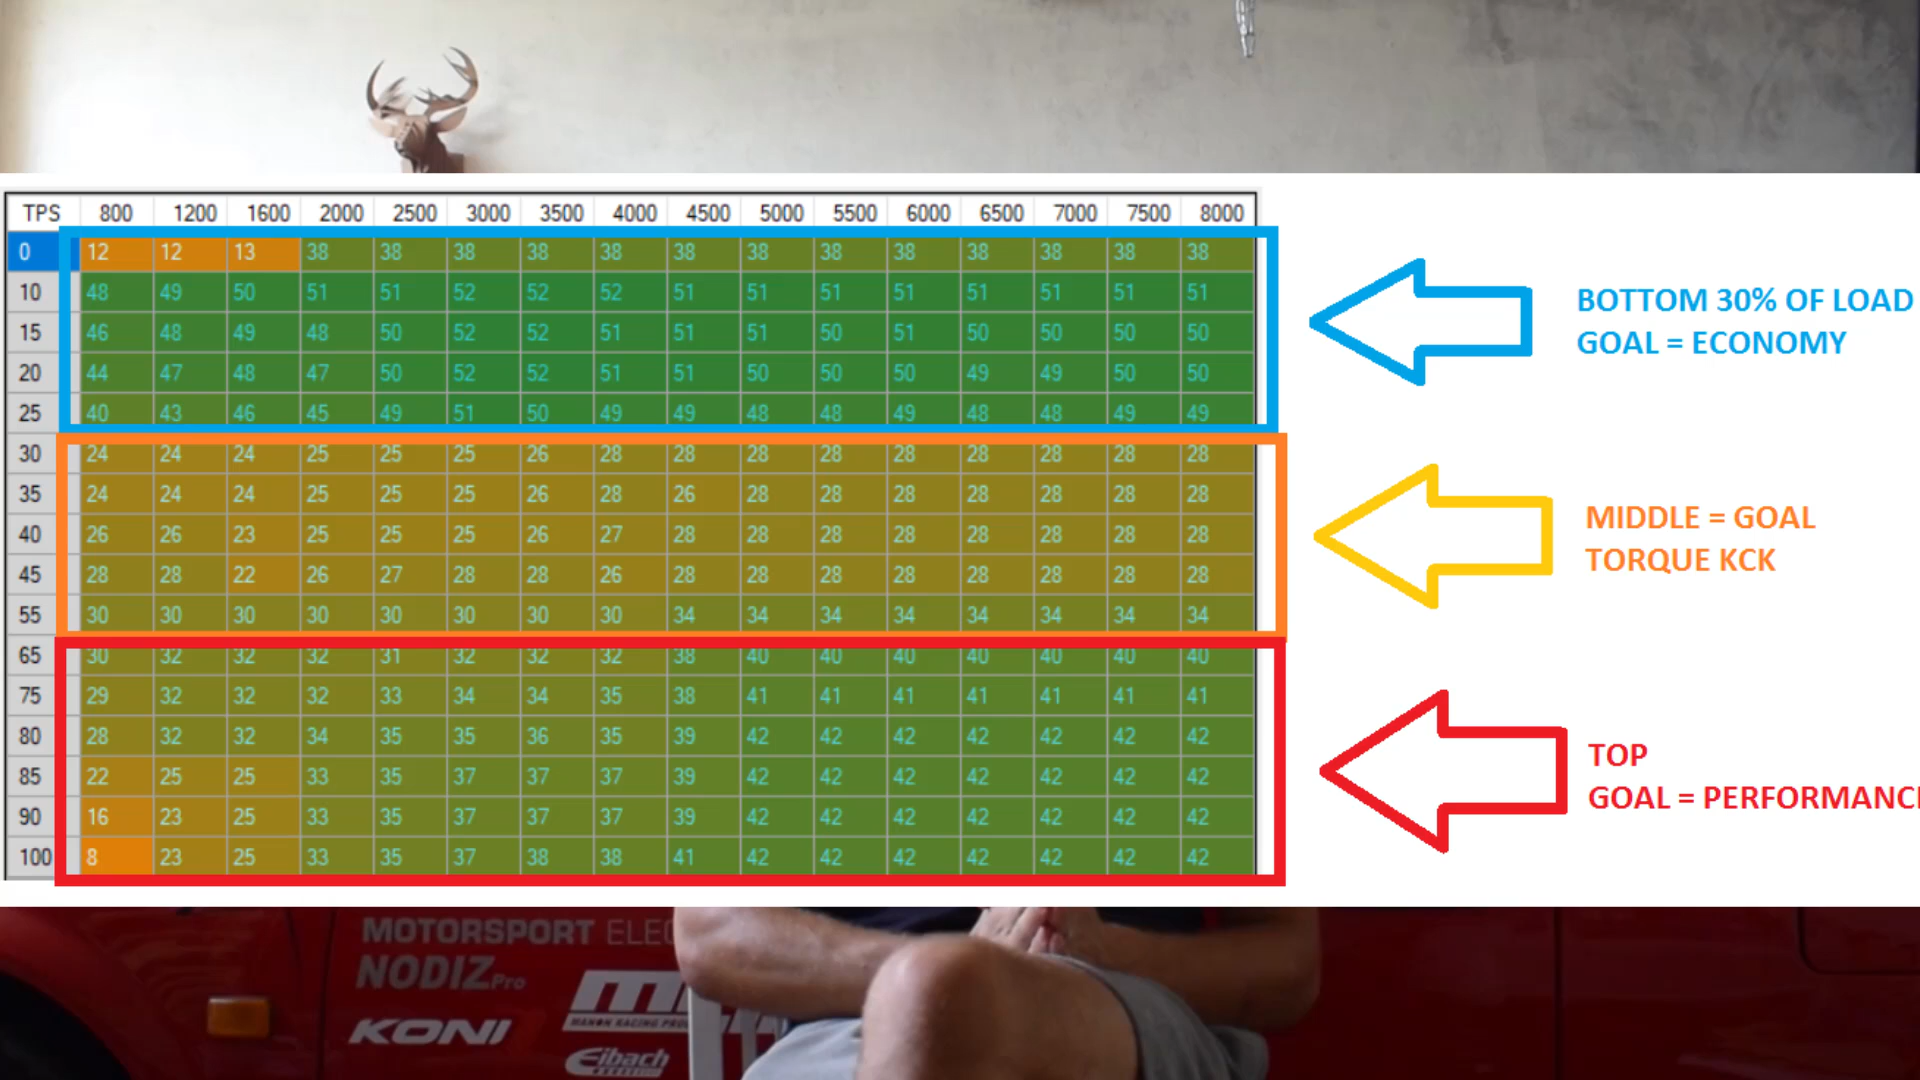 TPS 800 1200 1600 2000 2500 3000 3500 4000 4500 5000 5500 6000 6500 7000 7500 8000
0 12 12 13 38 38 38 38 38 38 38 38 38 38 38 38 38
10 48 49 50 51 51 52 52 52 51 51 51 51 51 51 51 51
15 46 48 49 48 50 52 52 51 51 51 50 51 50 50 50 50
20 44 47 48 47 50 52 52 51 51 50 50 50 49 49 50 50
25 40 43 46 45 49 51 50 49 49 48 48 49 48 48 49 49
30 24 24 24 25 25 25 26 28 28 28 28 28 28 28 28 28
35 24 24 24 25 25 25 26 28 26 28 28 28 28 28 28 28
40 26 26 23 25 25 25 26 27 28 28 28 28 28 28 28 28
45 28 28 22 26 27 28 28 26 28 28 28 28 28 28 28 28
55 30 30 30 30 30 30 30 30 34 34 34 34 34 34 34 34
65 30 32 32 32 31 32 32 32 38 40 40 40 40 40 40 40
75 29 32 32 32 33 34 34 35 38 41 41 41 41 41 41 41
80 28 32 32 34 35 35 36 35 39 42 42 42 42 42 42 42
85 22 25 25 33 35 37 37 37 39 42 42 42 42 42 42 42
90 16 23 25 33 35 37 37 37 39 42 42 42 42 42 42 42
100 8 23 25 33 35 37 38 38 41 42 42 42 42 42 42 42
BOTTOM 30% OF LOAD
GOAL = ECONOMY
MIDDLE = GOAL
TORQUE KCK
TOP
GOAL = PERFORMANC
MOTORSPORT ELEC
NODIZPro
KONI
Eibach